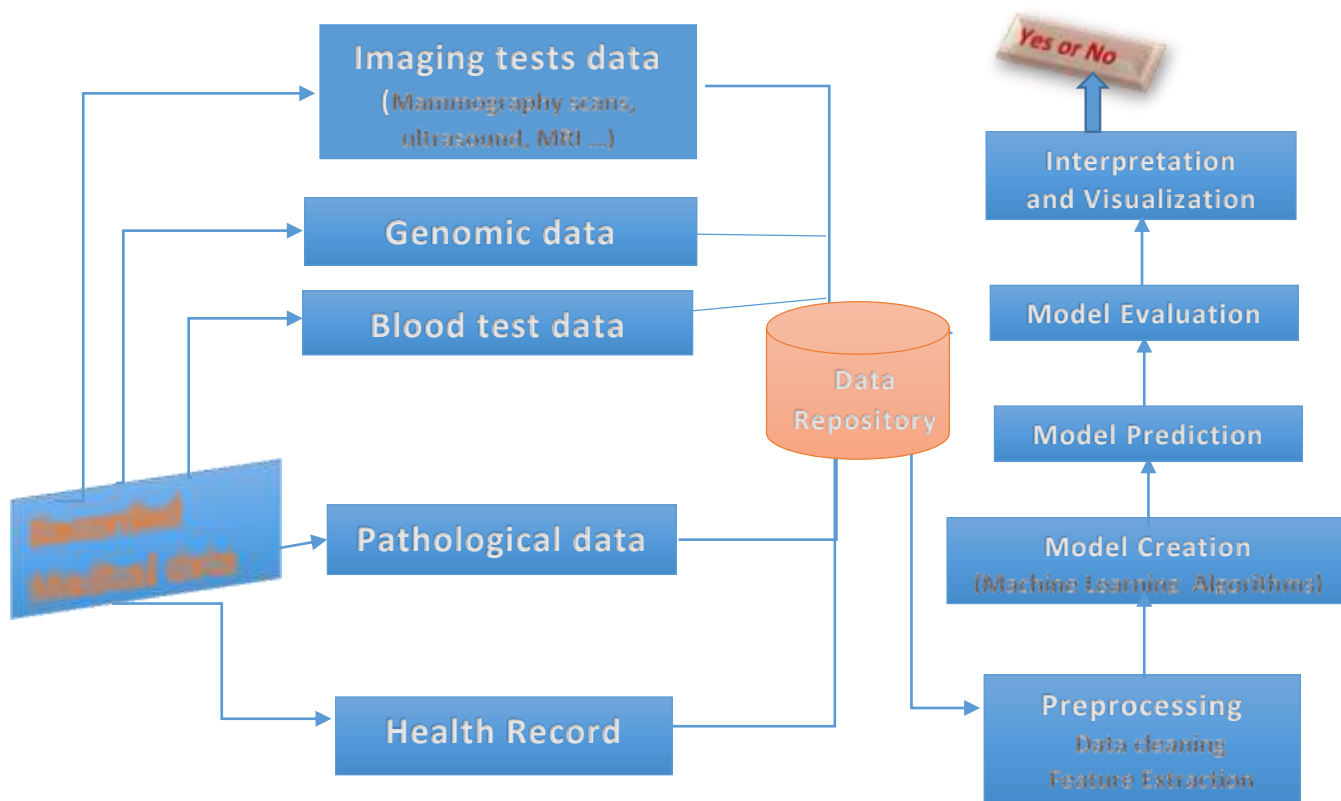 Imaging tests data
(Mammography scans,
ultrasound, MRI ...)
Genomic data
Blood test data
Recorded
Medical data
Pathological data
Health Record
Data
Repository
Yes or No
Interpretation
and Visualization
Model Evaluation
Model Prediction
Model Creation
(Machine Learning Algorithms)
Preprocessing
Data cleaning
Feature Extraction